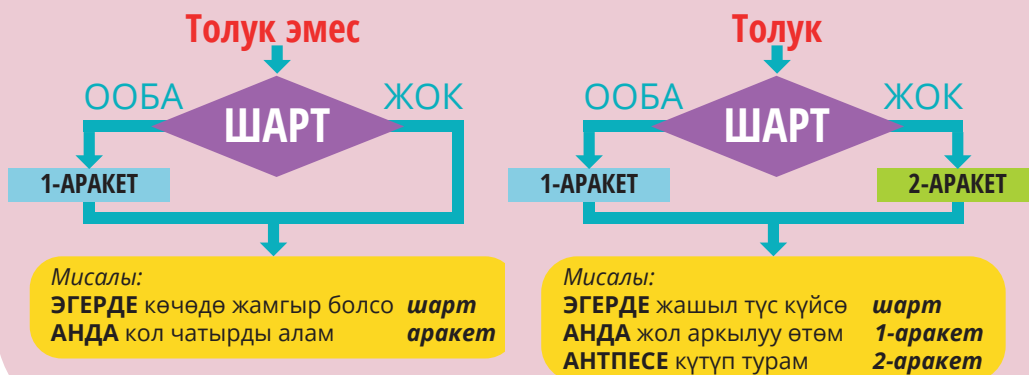 Толук эмес
ООБА
ЖОК
ШАРТ
1-АРАКЕТ
Мисалы:
ЭГЕРДЕ көчөдө жамгыр болсо шарт
АНДА кол чатырды алам аракет
Толук
ООБА
ЖОК
ШАРТ
1-АРАКЕТ
2-АРАКЕТ
Мисалы:
ЭГЕРДЕ жашыл түс күйсө шарт
АНДА жол аркылуу өтөм 1-аракет
АНТПЕСЕ күтүп турам 2-аракет